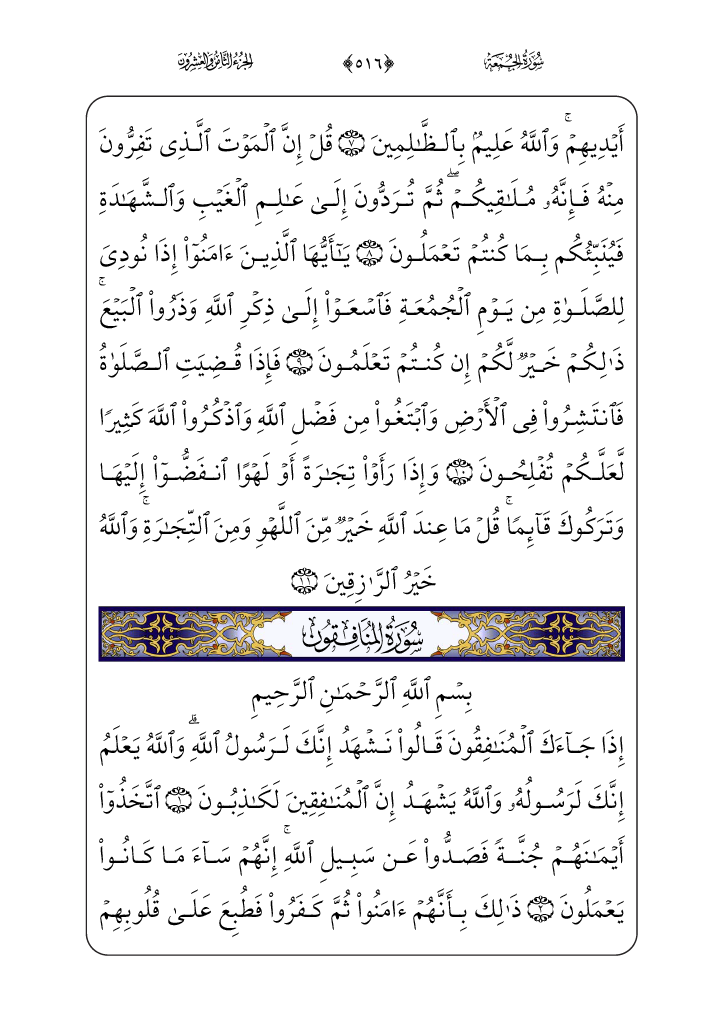 سُورَةُ الجُمُعَة ﴿٥١٦﴾ الجُزْءُ الثَّامِنُ وَالعِشْرُونَ
أَيۡدِيهِمۡۚ وَٱللَّهُ عَلِيمُۢ بِٱلظَّٰلِمِينَ ٧ قُلۡ إِنَّ ٱلۡمَوۡتَ ٱلَّذِي تَفِرُّونَ
مِنۡهُ فَإِنَّهُۥ مُلَٰقِيكُمۡۖ ثُمَّ تُرَدُّونَ إِلَىٰ عَٰلِمِ ٱلۡغَيۡبِ وَٱلشَّهَٰدَةِ
فَيُنَبِّئُكُم بِمَا كُنتُمۡ تَعۡمَلُونَ ٨ يَٰٓأَيُّهَا ٱلَّذِينَ ءَامَنُوٓاْ إِذَا نُودِيَ
لِلصَّلَوٰةِ مِن يَوۡمِ ٱلۡجُمُعَةِ فَٱسۡعَوۡاْ إِلَىٰ ذِكۡرِ ٱللَّهِ وَذَرُواْ ٱلۡبَيۡعَۚ
ذَٰلِكُمۡ خَيۡرٞ لَّكُمۡ إِن كُنتُمۡ تَعۡلَمُونَ ٩ فَإِذَا قُضِيَتِ ٱلصَّلَوٰةُ
فَٱنتَشِرُواْ فِي ٱلۡأَرۡضِ وَٱبۡتَغُواْ مِن فَضۡلِ ٱللَّهِ وَٱذۡكُرُواْ ٱللَّهَ كَثِيرٗا
لَّعَلَّكُمۡ تُفۡلِحُونَ ١٠ وَإِذَا رَأَوۡاْ تِجَٰرَةً أَوۡ لَهۡوًا ٱنفَضُّوٓاْ إِلَيۡهَا
وَتَرَكُوكَ قَآئِمٗاۚ قُلۡ مَا عِندَ ٱللَّهِ خَيۡرٞ مِّنَ ٱللَّهۡوِ وَمِنَ ٱلتِّجَٰرَةِۚ وَٱللَّهُ
خَيۡرُ ٱلرَّٰزِقِينَ ١١
سُورَةُ المُنَافِقُون
بِسۡمِ ٱللَّهِ ٱلرَّحۡمَٰنِ ٱلرَّحِيمِ
إِذَا جَآءَكَ ٱلۡمُنَٰفِقُونَ قَالُواْ نَشۡهَدُ إِنَّكَ لَرَسُولُ ٱللَّهِۗ وَٱللَّهُ يَعۡلَمُ
إِنَّكَ لَرَسُولُهُۥ وَٱللَّهُ يَشۡهَدُ إِنَّ ٱلۡمُنَٰفِقِينَ لَكَٰذِبُونَ ١ ٱتَّخَذُوٓاْ
أَيۡمَٰنَهُمۡ جُنَّةٗ فَصَدُّواْ عَن سَبِيلِ ٱللَّهِۚ إِنَّهُمۡ سَآءَ مَا كَانُواْ
يَعۡمَلُونَ ٢ ذَٰلِكَ بِأَنَّهُمۡ ءَامَنُواْ ثُمَّ كَفَرُواْ فَطُبِعَ عَلَىٰ قُلُوبِهِمۡ